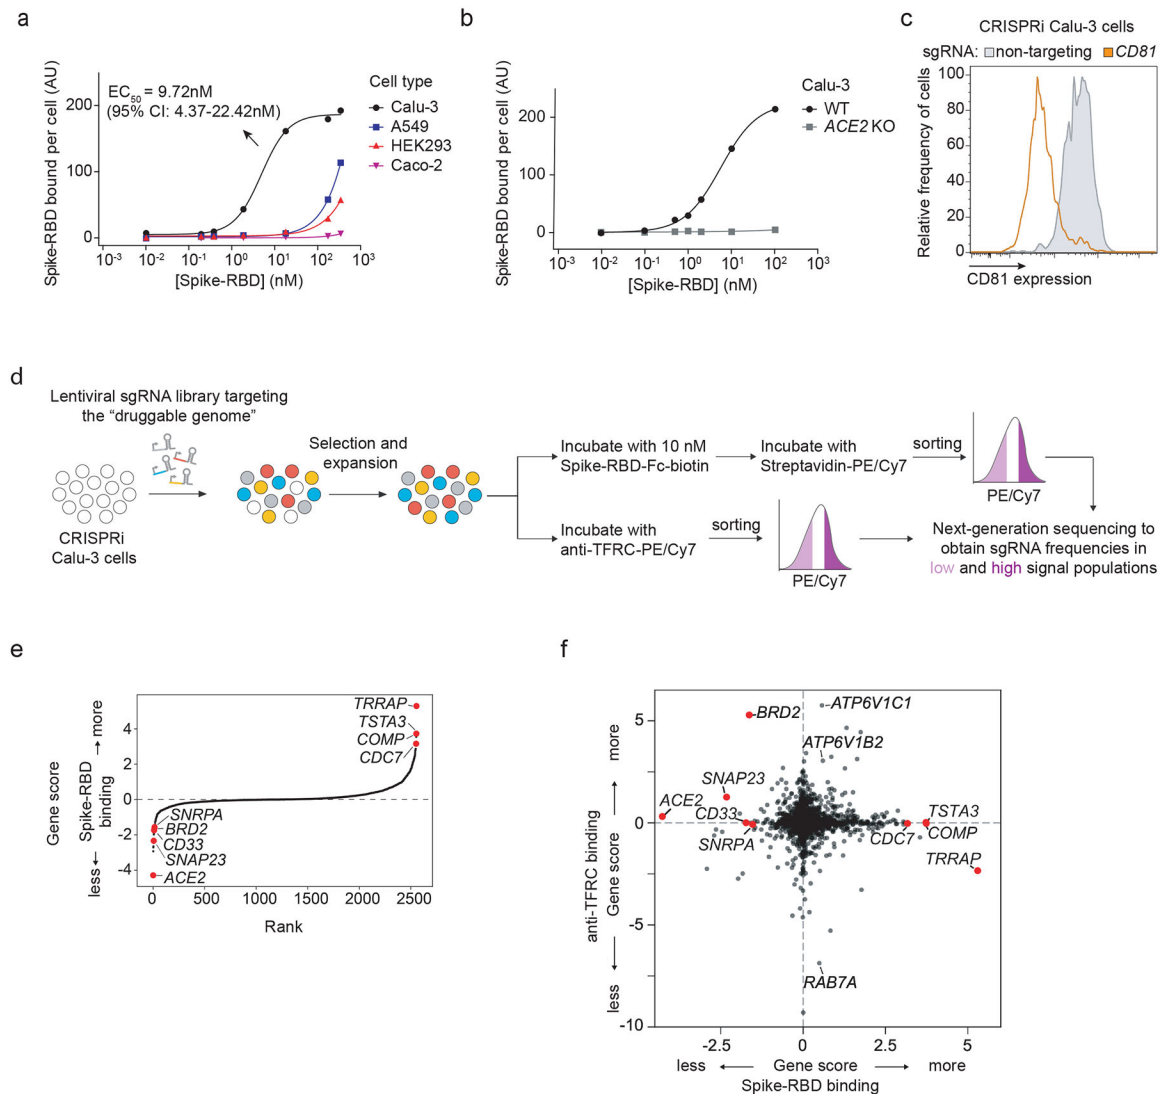 a
Spike-RBD bound per cell (AU)
200
100
0
EC50 = 9.72nM
(95% CI: 4.37-22.42nM)
Cell type
Calu-3
A549
HEK293
Caco-2
10-3 10-2 10-1 100 101 102 103
[Spike-RBD] (nM)
b
Spike-RBD bound per cell (AU)
200
100
0
Calu-3
WT
ACE2 KO
10-3 10-2 10-1 100 101 102 103
[Spike-RBD] (nM)
c
CRISPRi Calu-3 cells
sgRNA: non-targeting CD81
Relative frequency of cells
100
80
60
40
20
0
CD81 expression
d
Lentiviral sgRNA library targeting
the “druggable genome”
CRISPRi
Calu-3 cells
Selection and
expansion
Incubate with 10 nM
Spike-RBD-Fc-biotin
Incubate with
Streptavidin-PE/Cy7
sorting
PE/Cy7
Incubate with
anti-TFRC-PE/Cy7
sorting
PE/Cy7
Next-generation sequencing to
obtain sgRNA frequencies in
low and high signal populations
e
Gene score
Spike-RBD
binding
less
more
4
2
0
-2
-4
TRRAP
TSTA3
COMP
CDC7
SNRPA
BRD2
CD33
SNAP23
ACE2
0 500 1000 1500 2000 2500
Rank
f
anti-TFRC binding
Gene score
less
more
5
0
-5
-10
BRD2
ATP6V1C1
ATP6V1B2
SNAP23
ACE2
CD33
SNRPA
CDC7
TSTA3
COMP
TRRAP
RAB7A
-2.5 0 2.5 5
less Gene score more
Spike-RBD binding